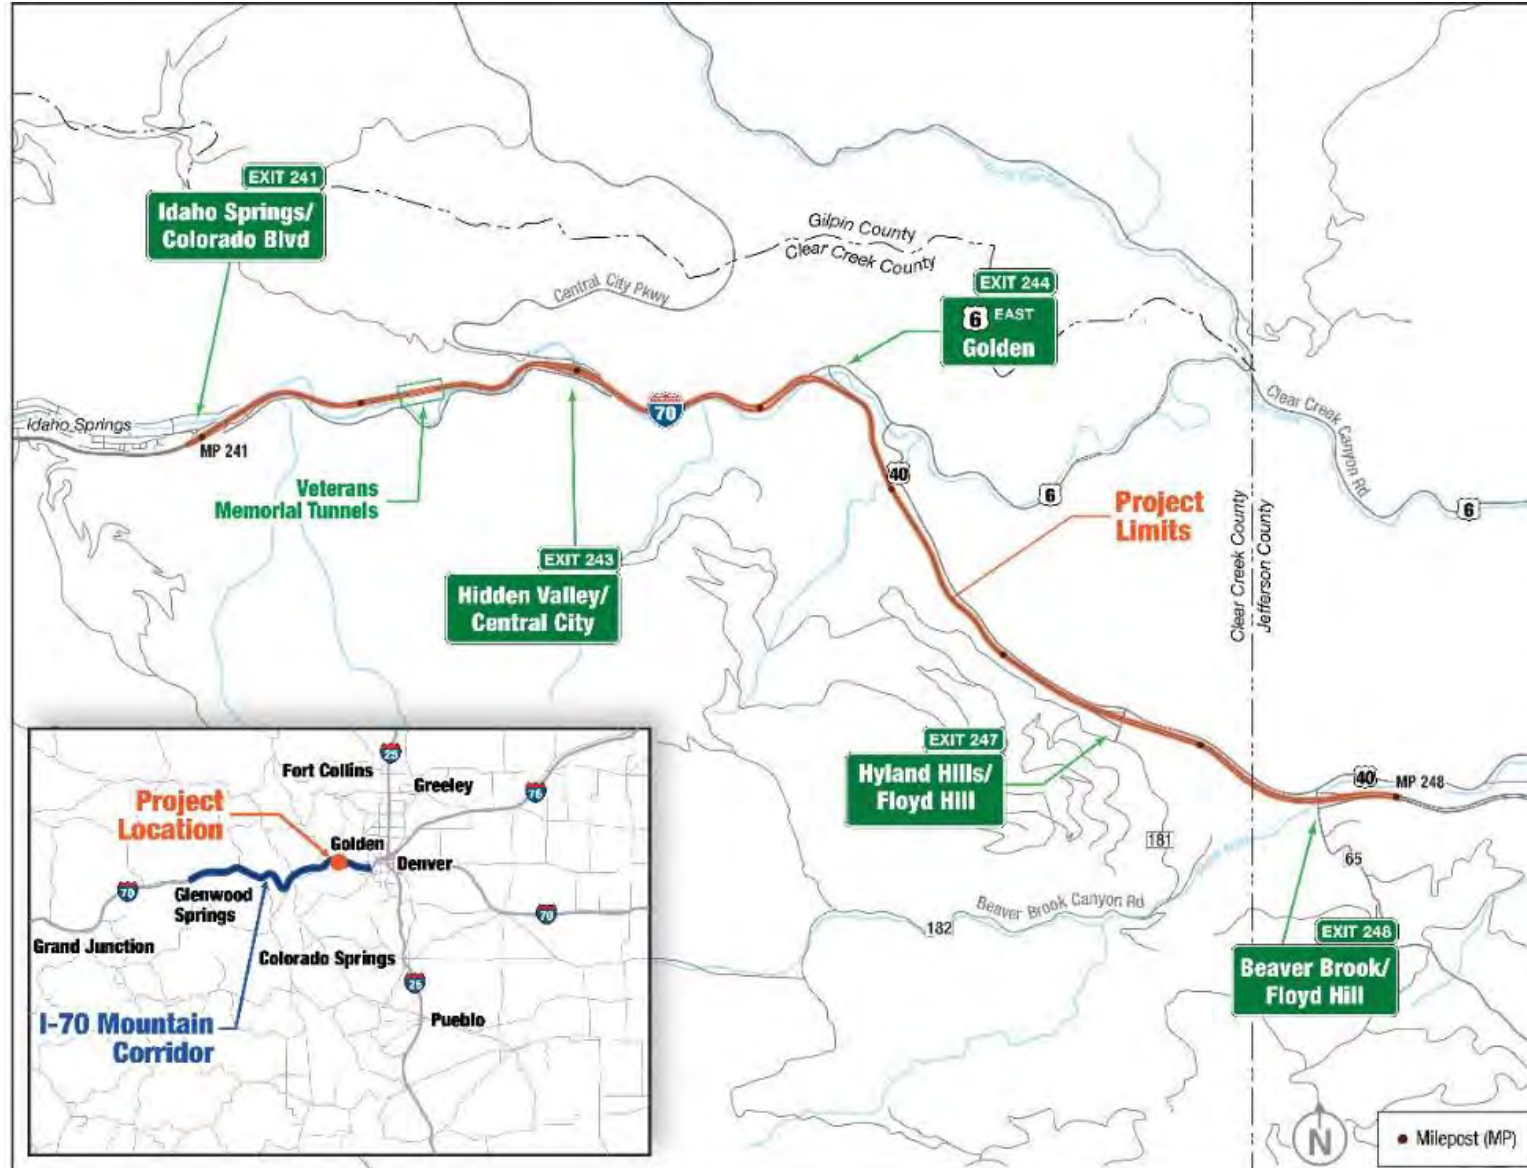 EXIT 241
Idaho Springs/
Colorado Blvd
Gilpin County
Clear Creek County
Central City Pkwy
EXIT 244
6 EAST
Golden
Idaho Springs
MP 241
70
Clear Creek
Canyon Rd
Veterans
Memorial Tunnels
40
6
6
Project
Limits
EXIT 243
Hidden Valley/
Central City
Clear Creek County
Jefferson County
EXIT 247
Hyland Hills/
Floyd Hill
40
MP 248
181
65
Beaver Brook Canyon Rd
182
EXIT 248
Beaver Brook/
Floyd Hill
25
Fort Collins
Greeley
76
Project
Location
Golden
Denver
70
Glenwood
Springs
70
Grand Junction
Colorado Springs
25
I-70 Mountain
Corridor
Pueblo
N
Milepost (MP)